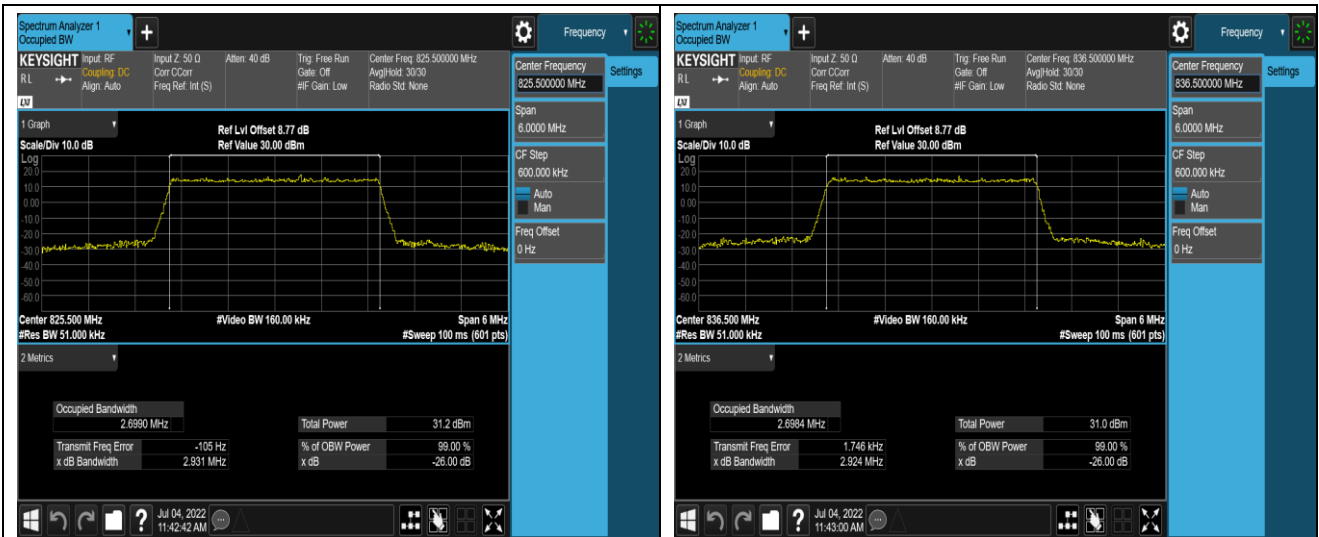 Spectrum Analyzer 1
Occupied BW
+
Frequency
KEYSIGHT
R L
LXI
Input: RF
Coupling: DC
Align: Auto
Input Z: 50 Ω
Corr CCorr
Freq Ref: Int (S)
Atten: 40 dB
Trig: Free Run
Gate: Off
#IF Gain: Low
Center Freq: 825.500000 MHz
Avg|Hold: 30/30
Radio Std: None
Center Frequency
825.500000 MHz
Settings
Span
6.0000 MHz
CF Step
600.000 kHz
Auto
Man
Freq Offset
0 Hz
1 Graph
Ref Lvl Offset 8.77 dB
Scale/Div 10.0 dB
Ref Value 30.00 dBm
Log
20.0
10.0
0.00
-10.0
-20.0
-30.0
-40.0
-50.0
-60.0
Center 825.500 MHz
#Video BW 160.00 kHz
Span 6 MHz
#Res BW 51.000 kHz
#Sweep 100 ms (601 pts)
2 Metrics
Occupied Bandwidth
2.6990 MHz
Total Power 31.2 dBm
Transmit Freq Error -105 Hz
% of OBW Power 99.00 %
x dB Bandwidth 2.931 MHz
x dB -26.00 dB
?
Jul 04, 2022
11:42:42 AM
Spectrum Analyzer 1
Occupied BW
+
Frequency
KEYSIGHT
R L
LXI
Input: RF
Coupling: DC
Align: Auto
Input Z: 50 Ω
Corr CCorr
Freq Ref: Int (S)
Atten: 40 dB
Trig: Free Run
Gate: Off
#IF Gain: Low
Center Freq: 836.500000 MHz
Avg|Hold: 30/30
Radio Std: None
Center Frequency
836.500000 MHz
Settings
Span
6.0000 MHz
CF Step
600.000 kHz
Auto
Man
Freq Offset
0 Hz
1 Graph
Ref Lvl Offset 8.77 dB
Scale/Div 10.0 dB
Ref Value 30.00 dBm
Log
20.0
10.0
0.00
-10.0
-20.0
-30.0
-40.0
-50.0
-60.0
Center 836.500 MHz
#Video BW 160.00 kHz
Span 6 MHz
#Res BW 51.000 kHz
#Sweep 100 ms (601 pts)
2 Metrics
Occupied Bandwidth
2.6984 MHz
Total Power 31.0 dBm
Transmit Freq Error 1.746 kHz
% of OBW Power 99.00 %
x dB Bandwidth 2.924 MHz
x dB -26.00 dB
?
Jul 04, 2022
11:43:00 AM